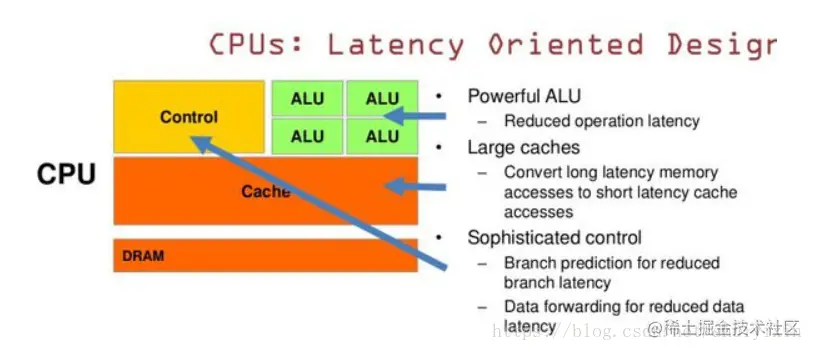 CPUs: Latency Oriented Desigr
CPU
Control
ALU
ALU
ALU
ALU
Cache
DRAM
• Powerful ALU
– Reduced operation latency
• Large caches
– Convert long latency memory
accesses to short latency cache
accesses
• Sophisticated control
– Branch prediction for reduced
branch latency
– Data forwarding for reduced data
latency
https://blog.cs
@稀土掘金技术社区